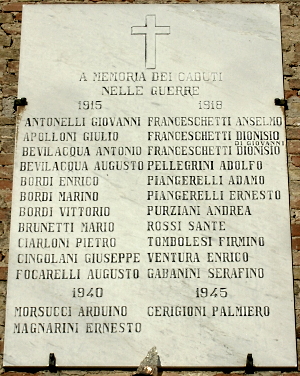 A MEMORIA DEI CADUTI
NELLE GUERRE
1915 1918
ANTONELLI GIOVANNI FRANCESCHETTI ANSELMO
APOLLONI GIULIO FRANCESCHETTI DIONISIO
DI GIOVANNI
BEVILACQUA ANTONIO FRANCESCHETTI DIONISIO
BEVILACQUA AUGUSTO PELLEGRINI ADOLFO
BORDI ENRICO PIANGERELLI ADAMO
BORDI MARINO PIANGERELLI ERNESTO
BORDI VITTORIO PURZIANI ANDREA
BRUNETTI MARIO ROSSI SANTE
CIARLONI PIETRO TOMBOLESI FIRMINO
CINGOLANI GIUSEPPE VENTURA ENRICO
FOCARELLI AUGUSTO GABANINI SERAFINO
1940 1945
MORSUCCI ARDUINO CERIGIONI PALMIERO
MAGNARINI ERNESTO